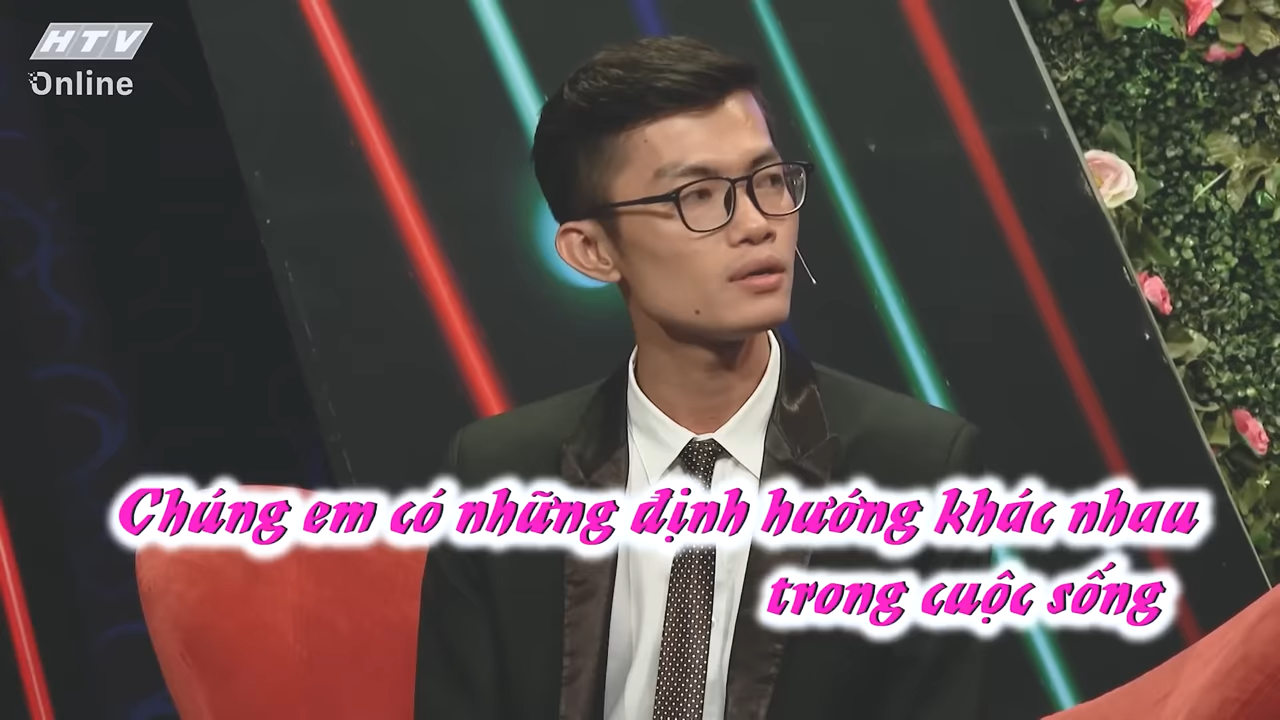 HTV
Online
Chúng em có những định hướng khác nhau
trong cuộc sống